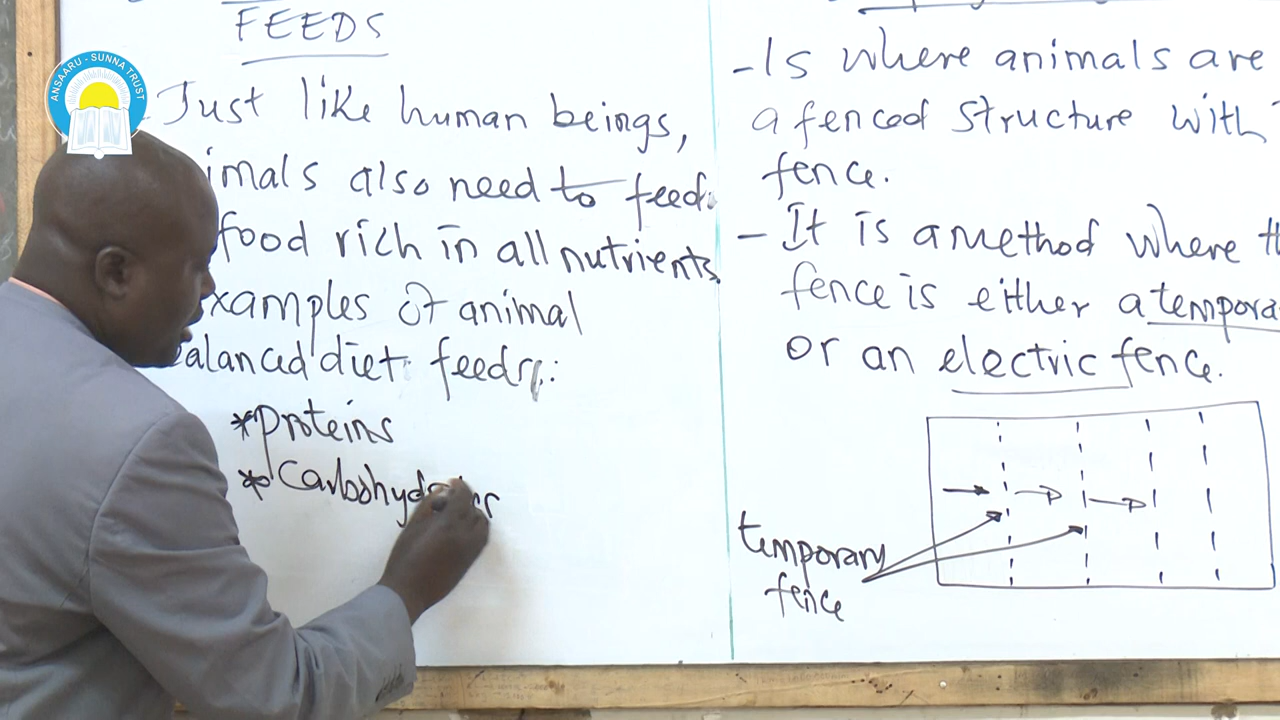 ANSAARU - SUNNA TRUST
FEEDS
Just like human beings,
imals also need to feed
food rich in all nutrients.
xamples of animal
alanced diet feeds:
*Proteins
* Carbohyd
- Is where animals are
a fenced structure with
fence.
- It is a method where th
fence is either a tempora
or an electric fence.
temporary
fence